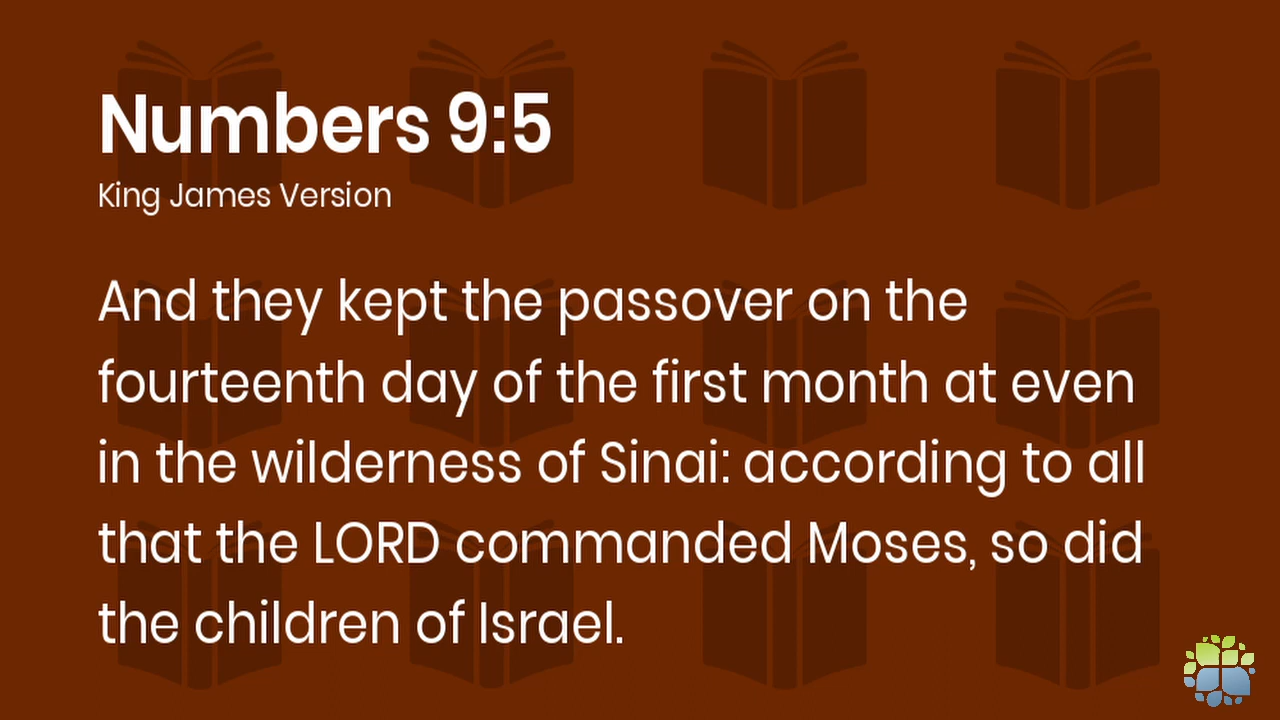 Numbers 9:5
King James Version
And they kept the passover on the
fourteenth day of the first month at even
in the wilderness of Sinai: according to all
that the LORD commanded Moses, so did
the children of Israel.